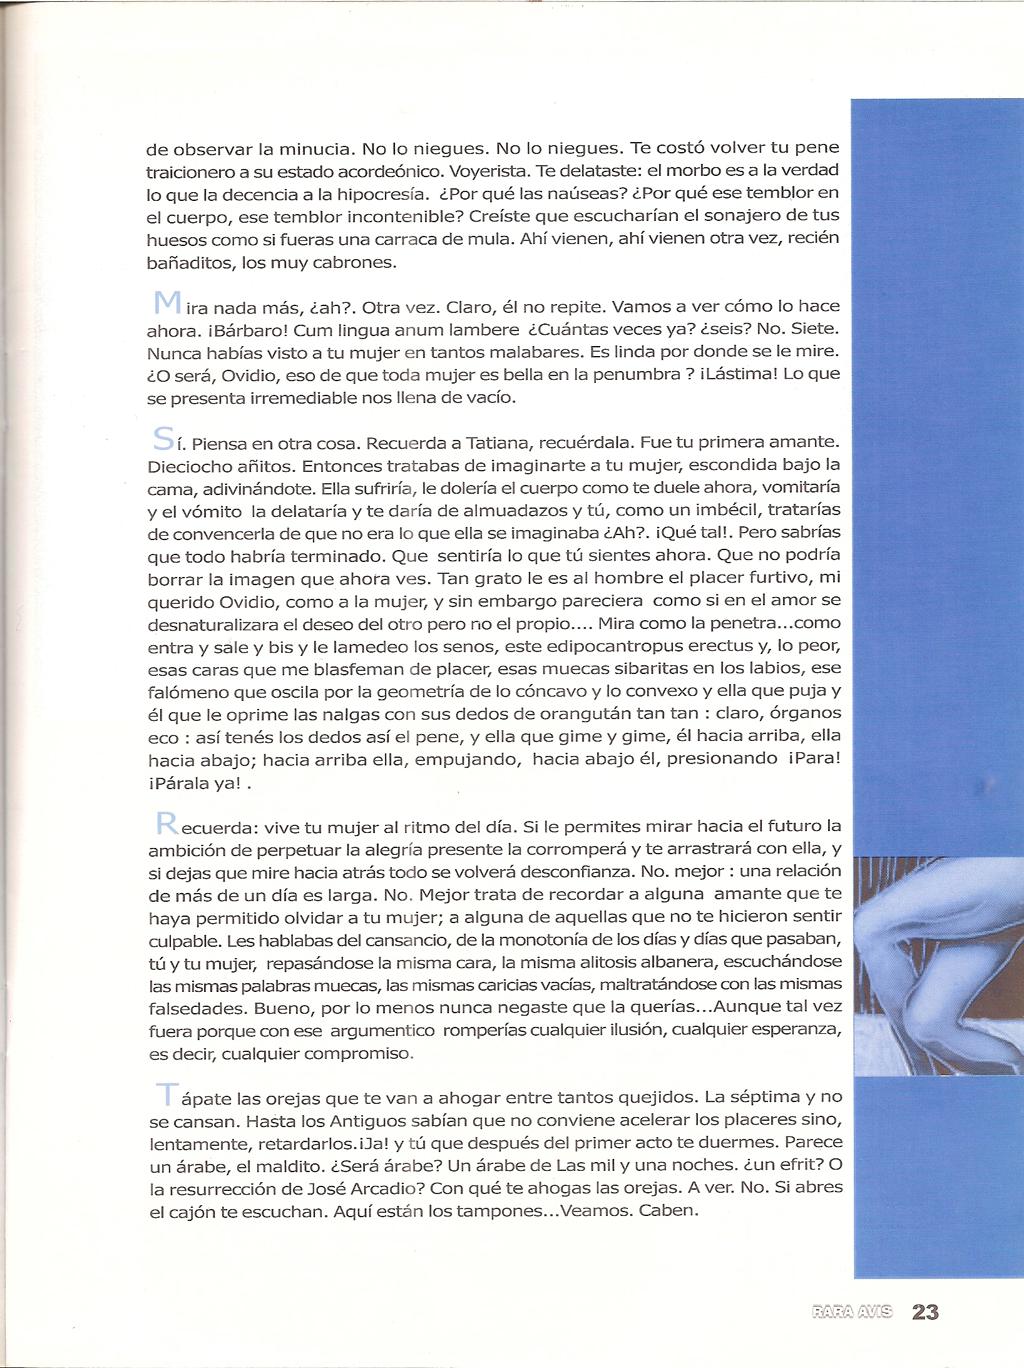 de observar la minucia. No lo niegues. No lo niegues. Te costó volver tu pene
traicionero a su estado acordeónico. Voyerista. Te delataste: el morbo es a la verdad
lo que la decencia a la hipocresía. ¿Por qué las naúseas? ¿Por qué ese temblor en
el cuerpo, ese temblor incontenible? Creíste que escucharían el sonajero de tus
huesos como si fueras una carraca de mula. Ahí vienen, ahí vienen otra vez, recién
bañaditos, los muy cabrones.
Mira nada más, ¿ah?. Otra vez. Claro, él no repite. Vamos a ver cómo lo hace
ahora. ¡Bárbaro! Cum lingua anum lambere ¿Cuántas veces ya? ¿seis? No. Siete.
Nunca habías visto a tu mujer en tantos malabares. Es linda por donde se le mire.
¿O será, Ovidio, eso de que toda mujer es bella en la penumbra ? ¡Lástima! Lo que
se presenta irremediable nos llena de vacío.
Sí. Piensa en otra cosa. Recuerda a Tatiana, recuérdala. Fue tu primera amante.
Dieciocho añitos. Entonces tratabas de imaginarte a tu mujer, escondida bajo la
cama, adivinándote. Ella sufriría, le dolería el cuerpo como te duele ahora, vomitaría
y el vómito la delataría y te daría de almuadazos y tú, como un imbécil, tratarías
de convencerla de que no era lo que ella se imaginaba ¿Ah?. ¡Qué tal!. Pero sabrías
que todo habría terminado. Que sentiría lo que tú sientes ahora. Que no podría
borrar la imagen que ahora ves. Tan grato le es al hombre el placer furtivo, mi
querido Ovidio, como a la mujer, y sin embargo pareciera como si en el amor se
desnaturalizara el deseo del otro pero no el propio.... Mira como la penetra...como
entra y sale y bis y le lamedeo los senos, este edipocantropus erectus y, lo peor,
esas caras que me blasfeman de placer, esas muecas sibaritas en los labios, ese
falómeno que oscila por la geometría de lo cóncavo y lo convexo y ella que puja y
él que le oprime las nalgas con sus dedos de orangután tan tan : claro, órganos
eco : así tenés los dedos así el pene, y ella que gime y gime, él hacia arriba, ella
hacia abajo; hacia arriba ella, empujando, hacia abajo él, presionando ¡Para!
¡Párala ya! .
Recuerda: vive tu mujer al ritmo del día. Si le permites mirar hacia el futuro la
ambición de perpetuar la alegría presente la corromperá y te arrastrará con ella, y
si dejas que mire hacia atrás todo se volverá desconfianza. No. mejor : una relación
de más de un día es larga. No. Mejor trata de recordar a alguna amante que te
haya permitido olvidar a tu mujer; a alguna de aquellas que no te hicieron sentir
culpable. Les hablabas del cansancio, de la monotonía de los días y días que pasaban,
tú y tu mujer, repasándose la misma cara, la misma alitosis albanera, escuchándose
las mismas palabras muecas, las mismas caricias vacías, maltratándose con las mismas
falsedades. Bueno, por lo menos nunca negaste que la querías...Aunque tal vez
fuera porque con ese argumentico romperías cualquier ilusión, cualquier esperanza,
es decir, cualquier compromiso.
Tápate las orejas que te van a ahogar entre tantos quejidos. La séptima y no
se cansan. Hasta los Antiguos sabían que no conviene acelerar los placeres sino,
lentamente, retardarlos.¡Ja! y tú que después del primer acto te duermes. Parece
un árabe, el maldito. ¿Será árabe? Un árabe de Las mil y una noches. ¿un efrit? O
la resurrección de José Arcadio? Con qué te ahogas las orejas. A ver. No. Si abres
el cajón te escuchan. Aquí están los tampones...Veamos. Caben.
RARA AVIS 23